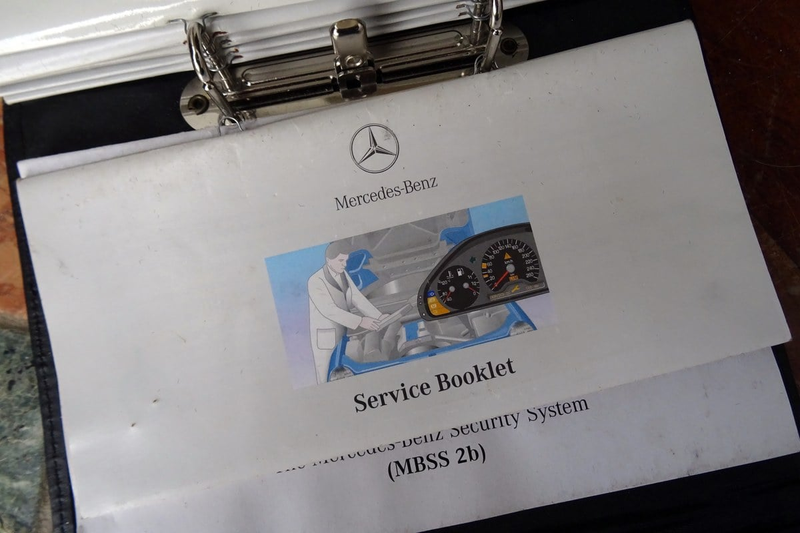 Mercedes-Benz
Service Booklet
The Mercedes-Benz Security System
(MBSS 2b)